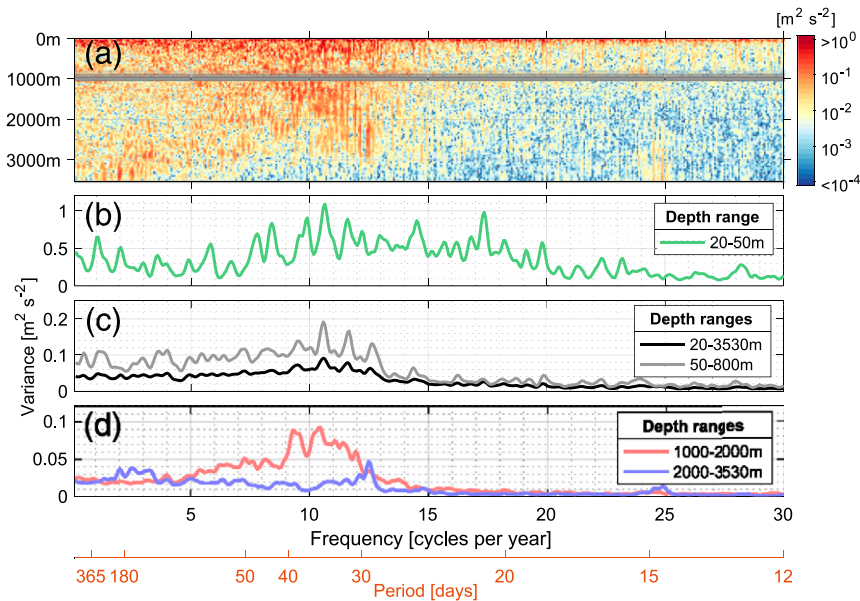 [m² s⁻²]
0m
1000m
2000m
3000m
(a)
>10⁰
10⁻¹
10⁻²
10⁻³
<10⁻⁴
Variance [m² s⁻²]
(b)
1
0.5
0
Depth range
20-50m
(c)
0.2
0.1
0
Depth ranges
20-3530m
50-800m
(d)
0.1
0.05
0
Depth ranges
1000-2000m
2000-3530m
5 10 15 20 25 30
Frequency [cycles per year]
365 180 50 40 30 20 15 12
Period [days]